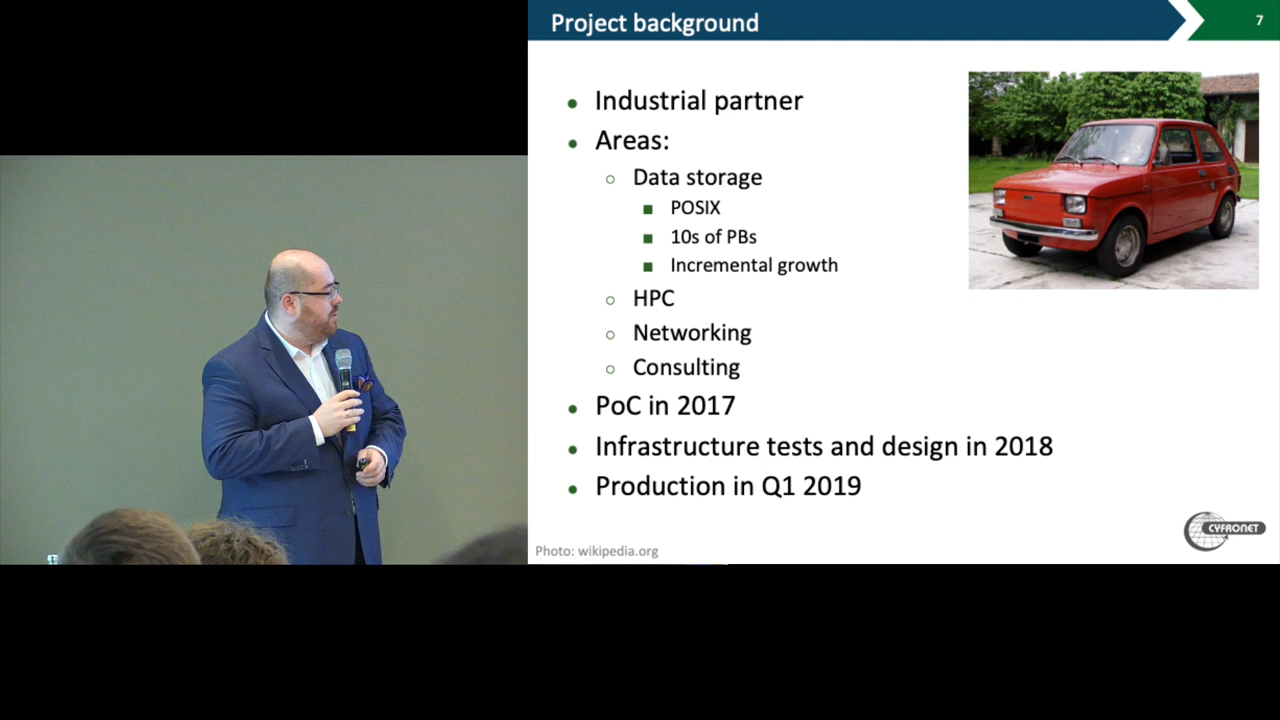 Project background
7
Industrial partner
Areas:
Data storage
POSIX
10s of PBs
Incremental growth
HPC
Networking
Consulting
PoC in 2017
Infrastructure tests and design in 2018
Production in Q1 2019
CYFRONET
Photo: wikipedia.org